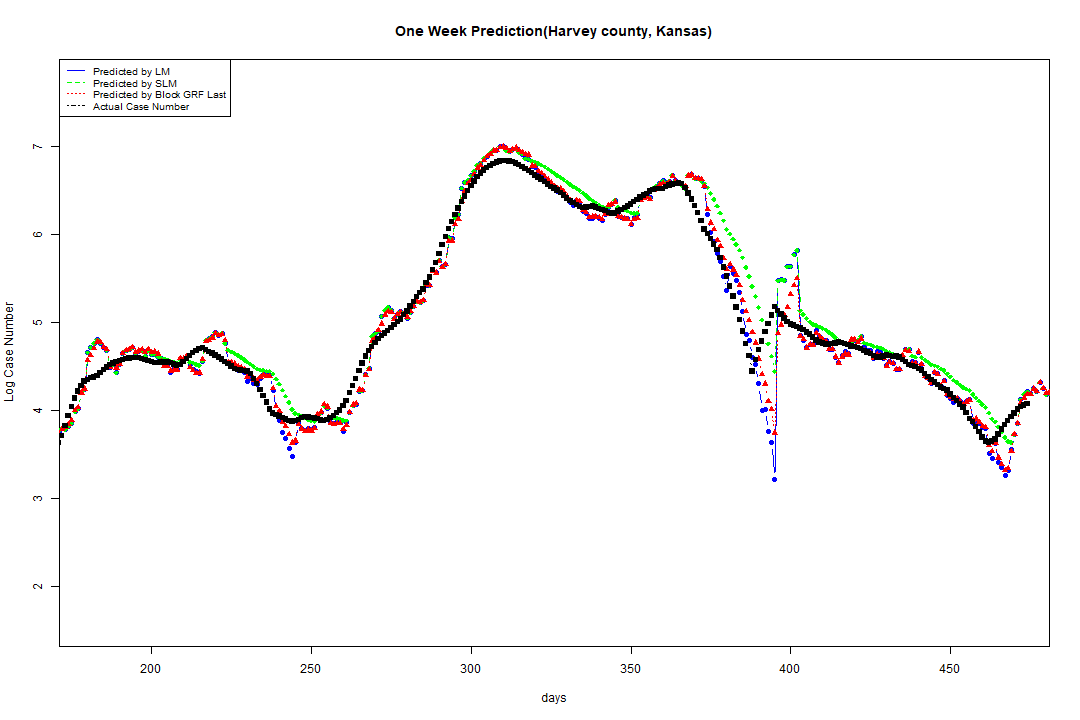 One Week Prediction(Harvey county, Kansas)
Predicted by LM
Predicted by SLM
Predicted by Block GRF Last
Actual Case Number
Log Case Number
7
6
5
4
3
2
200 250 300 350 400 450
days